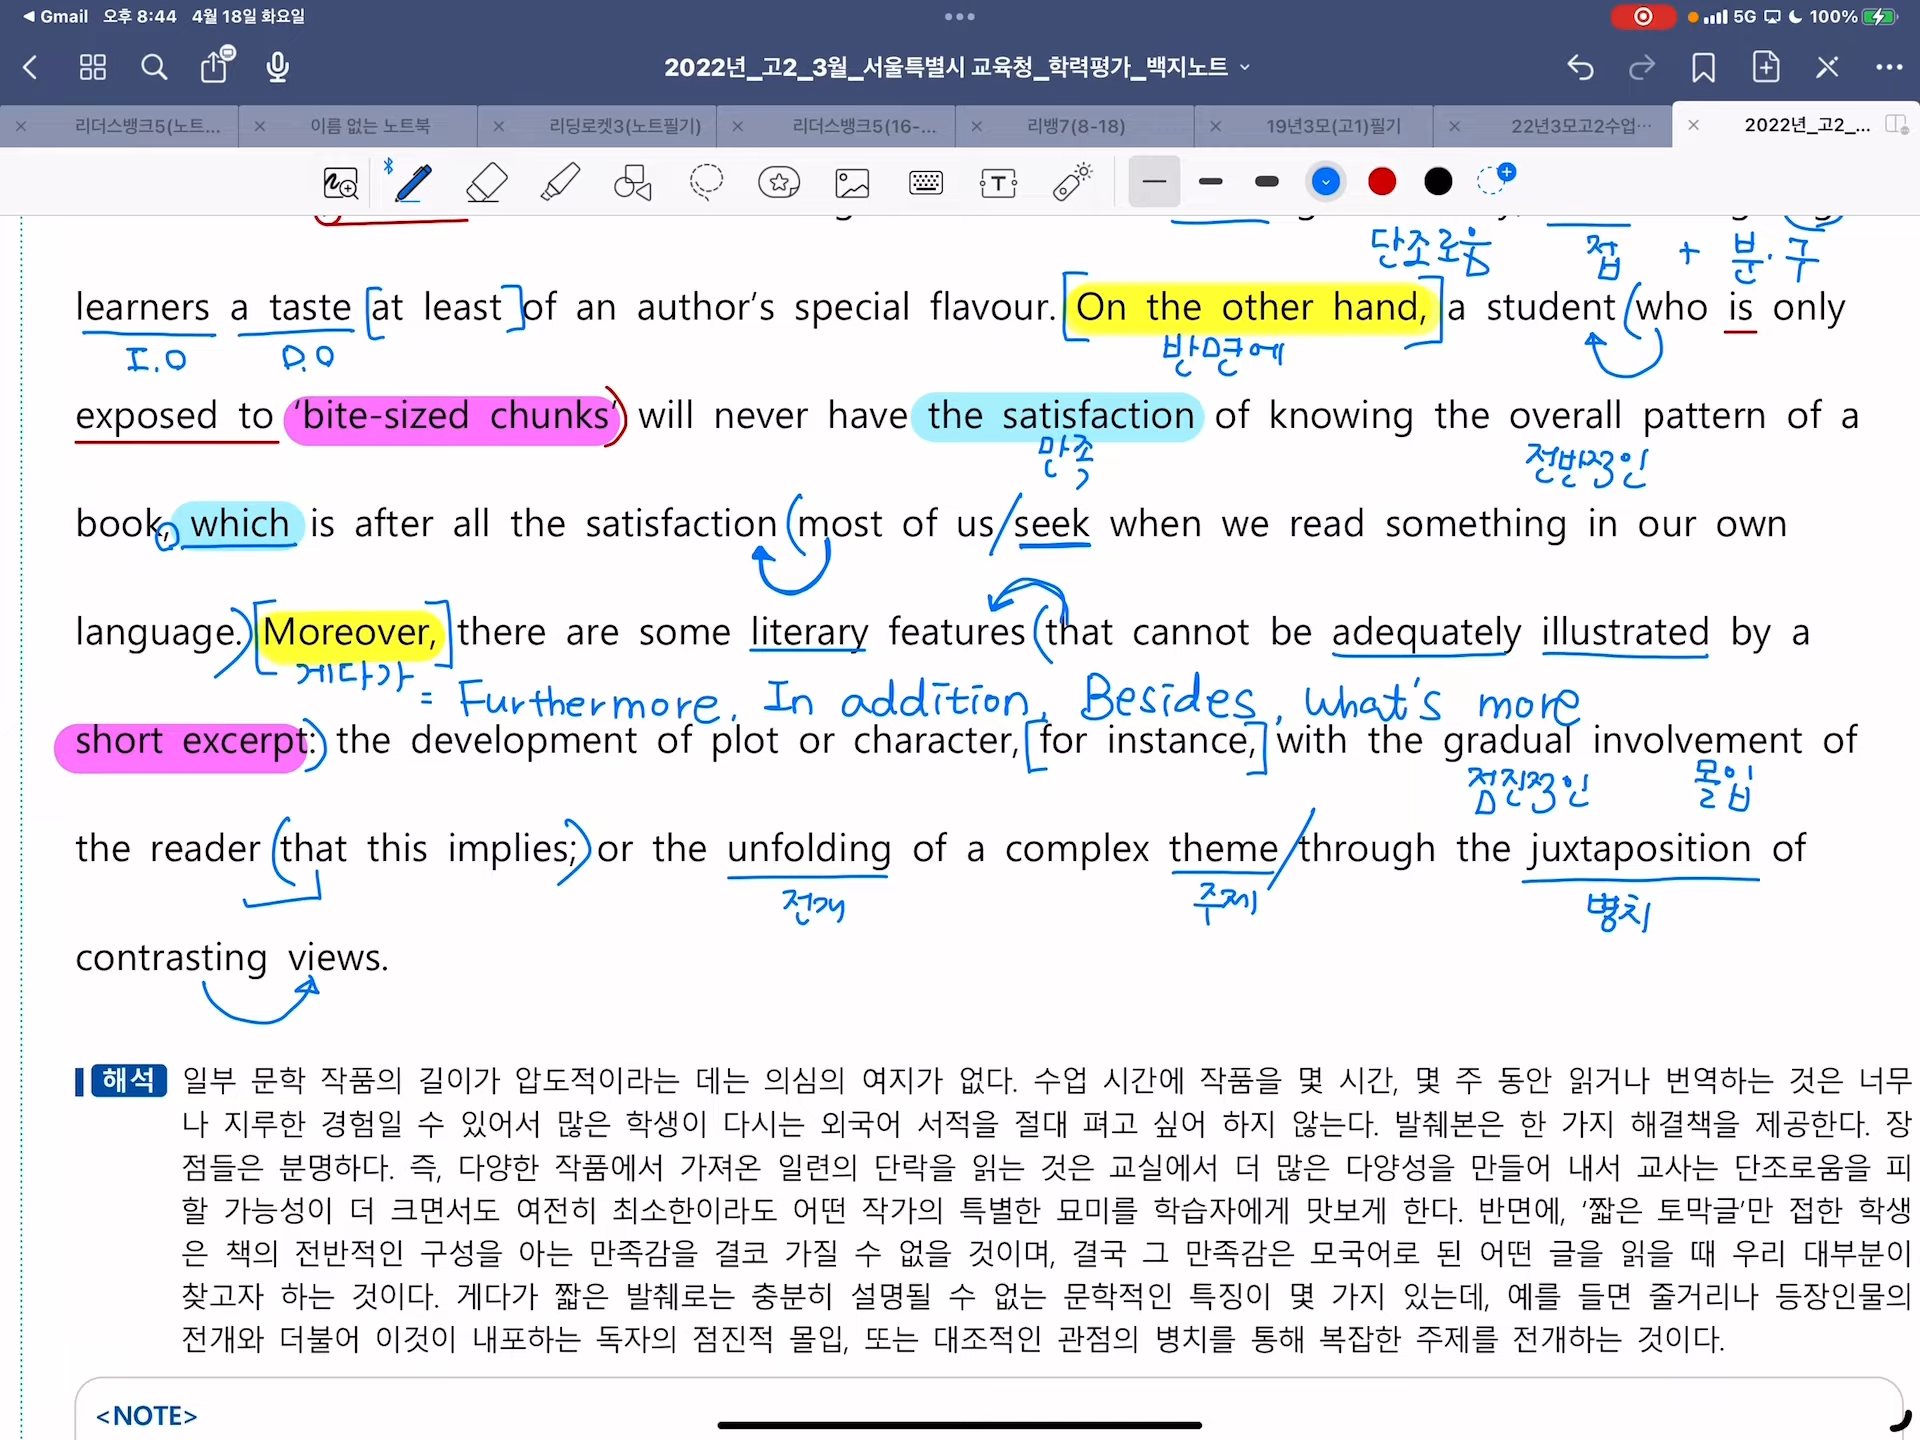 Gmail 오후 8:44 4월 18일 화요일
5G 100%
2022년_고2_3월_서울특별시 교육청_학력평가_백지노트
리더스뱅크5(노트... 이름 없는 노트북 리딩로켓3(노트필기) 리더스뱅크5(16-... 리뱅7(8-18) 19년3모(고1)필기 22년3모고2수업... 2022년_고2_...
단조로움 접 + 분.구
learners a taste [at least] of an author's special flavour. [On the other hand,] a student (who is only
I.O D.O 반면에
exposed to 'bite-sized chunks') will never have the satisfaction of knowing the overall pattern of a
만족 전반적인
book, which is after all the satisfaction (most of us / seek when we read something in our own
language.) [Moreover,] there are some literary features (that cannot be adequately illustrated by a
게다가 = Furthermore, In addition, Besides, what's more
short excerpt:) the development of plot or character, [for instance,] with the gradual involvement of
점진적인 몰입
the reader (that this implies;) or the unfolding of a complex theme / through the juxtaposition of
전개 주제 병치
contrasting views.
해석 일부 문학 작품의 길이가 압도적이라는 데는 의심의 여지가 없다. 수업 시간에 작품을 몇 시간, 몇 주 동안 읽거나 번역하는 것은 너무
나 지루한 경험일 수 있어서 많은 학생이 다시는 외국어 서적을 절대 펴고 싶어 하지 않는다. 발췌본은 한 가지 해결책을 제공한다. 장
점들은 분명하다. 즉, 다양한 작품에서 가져온 일련의 단락을 읽는 것은 교실에서 더 많은 다양성을 만들어 내서 교사는 단조로움을 피
할 가능성이 더 크면서도 여전히 최소한이라도 어떤 작가의 특별한 묘미를 학습자에게 맛보게 한다. 반면에, '짧은 토막글'만 접한 학생
은 책의 전반적인 구성을 아는 만족감을 결코 가질 수 없을 것이며, 결국 그 만족감은 모국어로 된 어떤 글을 읽을 때 우리 대부분이
찾고자 하는 것이다. 게다가 짧은 발췌로는 충분히 설명될 수 없는 문학적인 특징이 몇 가지 있는데, 예를 들면 줄거리나 등장인물의
전개와 더불어 이것이 내포하는 독자의 점진적 몰입, 또는 대조적인 관점의 병치를 통해 복잡한 주제를 전개하는 것이다.
<NOTE>